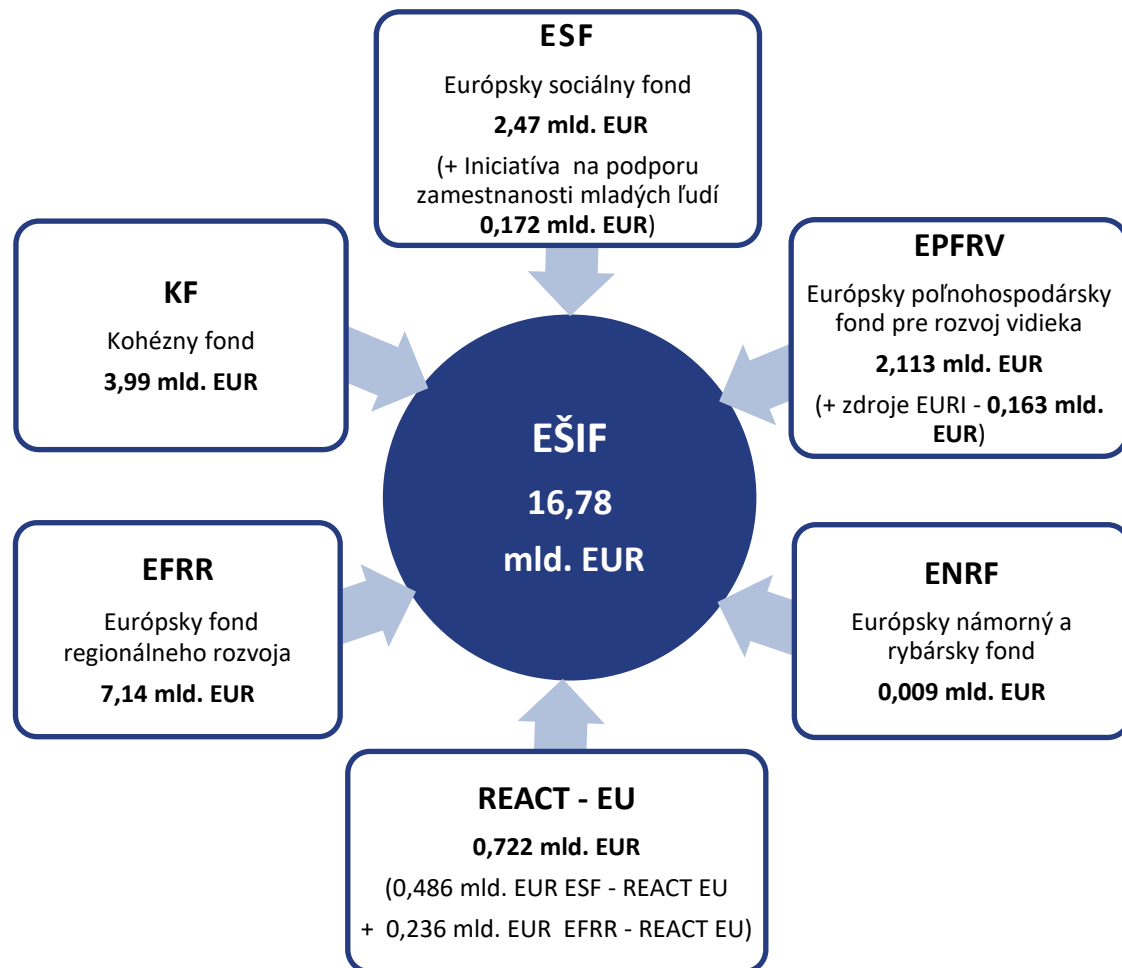 ESF
Európsky sociálny fond
2,47 mld. EUR
(+ Iniciatíva na podporu
zamestnanosti mladých ľudí
0,172 mld. EUR)
KF
Kohézny fond
3,99 mld. EUR
EPFRV
Európsky poľnohospodársky
fond pre rozvoj vidieka
2,113 mld. EUR
(+ zdroje EURI - 0,163 mld.
EUR)
EŠIF
16,78
mld. EUR
EFRR
Európsky fond
regionálneho rozvoja
7,14 mld. EUR
ENRF
Európsky námorný a
rybársky fond
0,009 mld. EUR
REACT - EU
0,722 mld. EUR
(0,486 mld. EUR ESF - REACT EU
+ 0,236 mld. EUR EFRR - REACT EU)